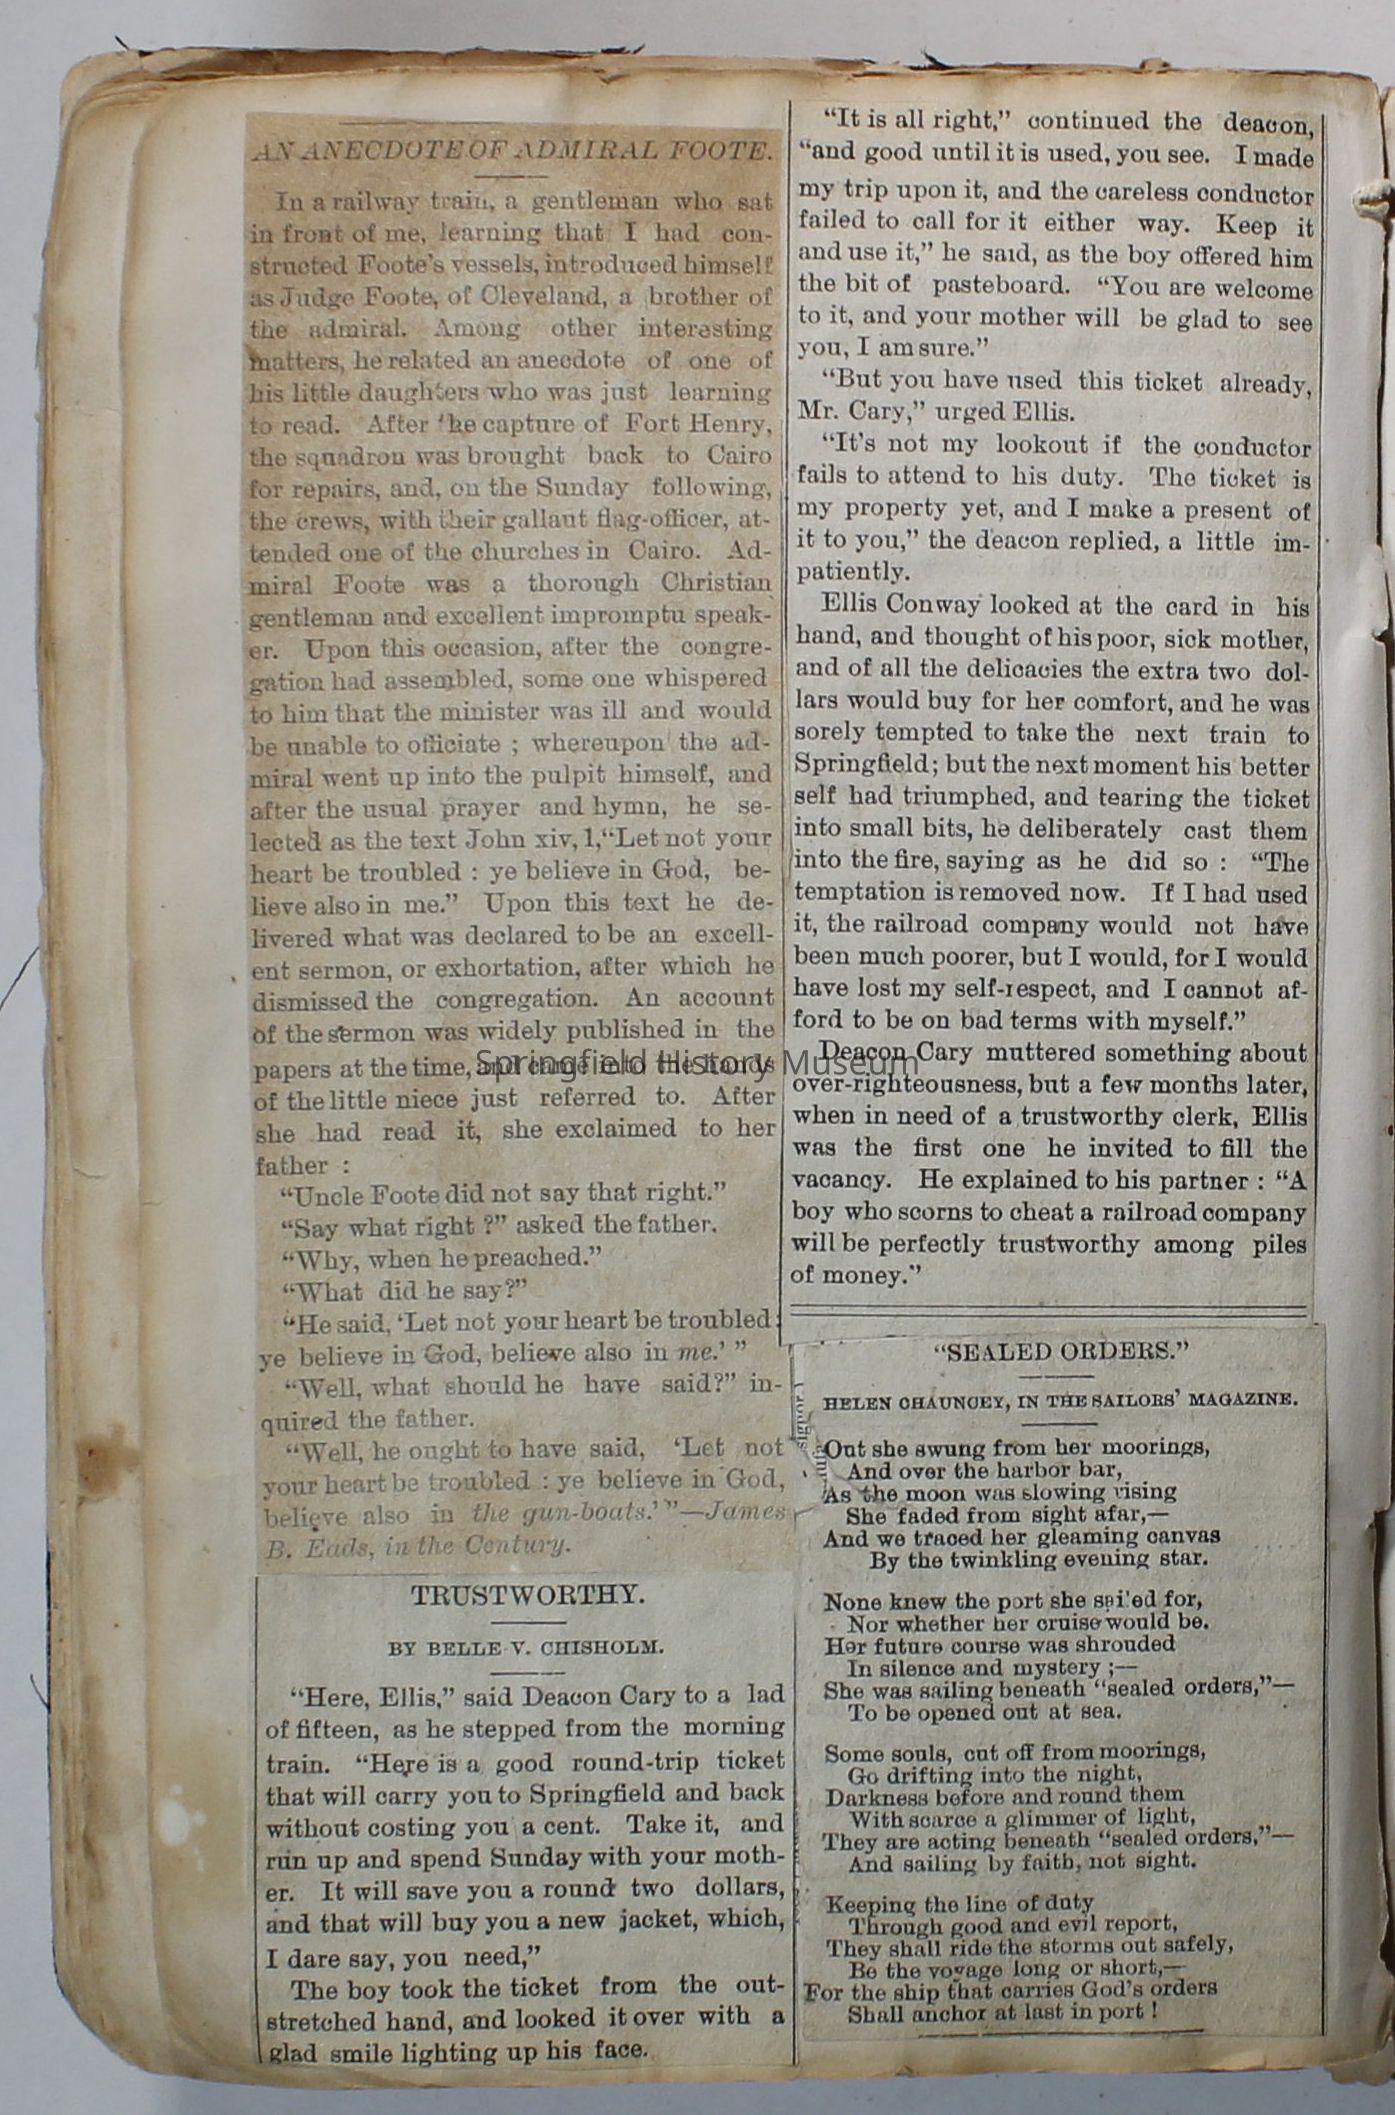 AN ANECDOTE OF ADMIRAL FOOTE.
In a railway train, a gentleman who sat
in front of me, learning that I had con-
structed Foote's vessels, introduced himself
as Judge Foote, of Cleveland, a brother of
the admiral. Among other interesting
matters, he related an anecdote of one of
his little daughters who was just learning
to read. After the capture of Fort Henry,
the squadron was brought back to Cairo
for repairs, and, on the Sunday following,
the crews, with their gallant flag-officer, at-
tended one of the churches in Cairo. Ad-
miral Foote was a thorough Christian
gentleman and excellent impromptu speak-
er. Upon this occasion, after the congre-
gation had assembled, some one whispered
to him that the minister was ill and would
be unable to officiate ; whereupon the ad-
miral went up into the pulpit himself, and
after the usual prayer and hymn, he se-
lected as the text John xiv, 1,“Let not your
heart be troubled : ye believe in God, be-
lieve also in me.” Upon this text he de-
livered what was declared to be an excell-
ent sermon, or exhortation, after which he
dismissed the congregation. An account
of the sermon was widely published in the
papers at the time, and came into the hands
of the little niece just referred to. After
she had read it, she exclaimed to her
father :
“Uncle Foote did not say that right.”
“Say what right ?” asked the father.
“Why, when he preached.”
“What did he say?”
“He said, ‘Let not your heart be troubled:
ye believe in God, believe also in me.’ ”
“Well, what should he have said?” in-
quired the father.
“Well, he ought to have said, ‘Let not
your heart be troubled : ye believe in God,
believe also in the gun-boats.’ ”—James
B. Eads, in the Century.
TRUSTWORTHY.
BY BELLE V. CHISHOLM.
“Here, Ellis,” said Deacon Cary to a lad
of fifteen, as he stepped from the morning
train. “Here is a good round-trip ticket
that will carry you to Springfield and back
without costing you a cent. Take it, and
run up and spend Sunday with your moth-
er. It will save you a round two dollars,
and that will buy you a new jacket, which,
I dare say, you need,”
The boy took the ticket from the out-
stretched hand, and looked it over with a
glad smile lighting up his face.
“It is all right,” continued the deacon,
“and good until it is used, you see. I made
my trip upon it, and the careless conductor
failed to call for it either way. Keep it
and use it,” he said, as the boy offered him
the bit of pasteboard. “You are welcome
to it, and your mother will be glad to see
you, I am sure.”
“But you have used this ticket already,
Mr. Cary,” urged Ellis.
“It's not my lookout if the conductor
fails to attend to his duty. The ticket is
my property yet, and I make a present of
it to you,” the deacon replied, a little im-
patiently.
Ellis Conway looked at the card in his
hand, and thought of his poor, sick mother,
and of all the delicacies the extra two dol-
lars would buy for her comfort, and he was
sorely tempted to take the next train to
Springfield; but the next moment his better
self had triumphed, and tearing the ticket
into small bits, he deliberately cast them
into the fire, saying as he did so : “The
temptation is removed now. If I had used
it, the railroad company would not have
been much poorer, but I would, for I would
have lost my self-respect, and I cannot af-
ford to be on bad terms with myself.”
Deacon Cary muttered something about
over-righteousness, but a few months later,
when in need of a trustworthy clerk, Ellis
was the first one he invited to fill the
vacancy. He explained to his partner : “A
boy who scorns to cheat a railroad company
will be perfectly trustworthy among piles
of money.”
“SEALED ORDERS.”
HELEN CHAUNCEY, IN THE SAILORS' MAGAZINE.
Out she swung from her moorings,
And over the harbor bar,
As the moon was slowing rising
She faded from sight afar,—
And we traced her gleaming canvas
By the twinkling evening star.
None knew the port she sailed for,
Nor whether her cruise would be.
Her future course was shrouded
In silence and mystery ;—
She was sailing beneath “sealed orders,”—
To be opened out at sea.
Some souls, cut off from moorings,
Go drifting into the night,
Darkness before and round them
With scarce a glimmer of light,
They are acting beneath “sealed orders,”—
And sailing by faith, not sight.
Keeping the line of duty
Through good and evil report,
They shall ride the storms out safely,
Be the voyage long or short,—
For the ship that carries God's orders
Shall anchor at last in port !
Springfield History Museum